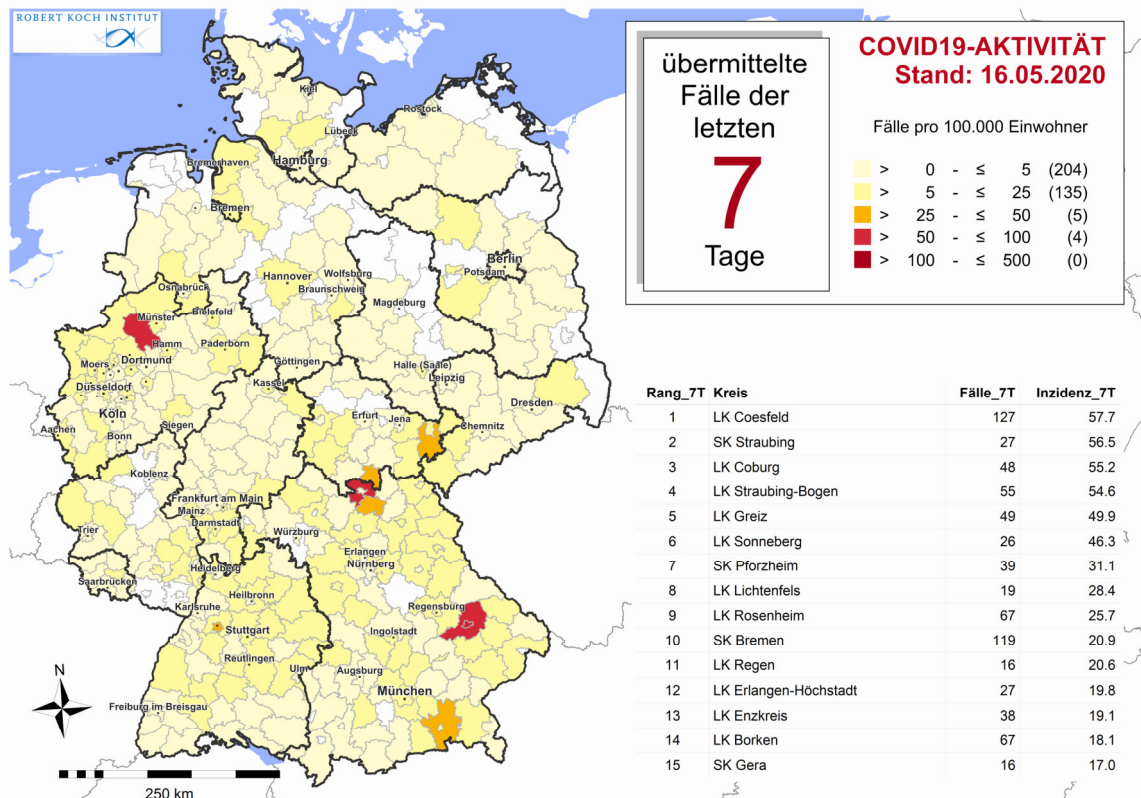 ROBERT KOCH INSTITUT
übermittelte
Fälle der
letzten
7
Tage
COVID19-AKTIVITÄT
Stand: 16.05.2020
Fälle pro 100.000 Einwohner
> 0 - ≤ 5 (204)
> 5 - ≤ 25 (135)
> 25 - ≤ 50 (5)
> 50 - ≤ 100 (4)
> 100 - ≤ 500 (0)
Kiel
Rostock
Lübeck
Bremerhaven
Hamburg
Bremen
Berlin
Potsdam
Hannover
Wolfsburg
Braunschweig
Osnabrück
Magdeburg
Münster
Bielefeld
Hamm
Paderborn
Moers
Dortmund
Göttingen
Halle (Saale)
Leipzig
Düsseldorf
Kassel
Dresden
Köln
Erfurt
Jena
Chemnitz
Aachen
Bonn
Siegen
Koblenz
Frankfurt am Main
Mainz
Darmstadt
Trier
Würzburg
Erlangen
Nürnberg
Heidelberg
Saarbrücken
Heilbronn
Karlsruhe
Regensburg
Stuttgart
Ingolstadt
Reutlingen
Ulm
Augsburg
München
Freiburg im Breisgau
N
250 km
Rang_7T Kreis Fälle_7T Inzidenz_7T
1 LK Coesfeld 127 57.7
2 SK Straubing 27 56.5
3 LK Coburg 48 55.2
4 LK Straubing-Bogen 55 54.6
5 LK Greiz 49 49.9
6 LK Sonneberg 26 46.3
7 SK Pforzheim 39 31.1
8 LK Lichtenfels 19 28.4
9 LK Rosenheim 67 25.7
10 SK Bremen 119 20.9
11 LK Regen 16 20.6
12 LK Erlangen-Höchstadt 27 19.8
13 LK Enzkreis 38 19.1
14 LK Borken 67 18.1
15 SK Gera 16 17.0